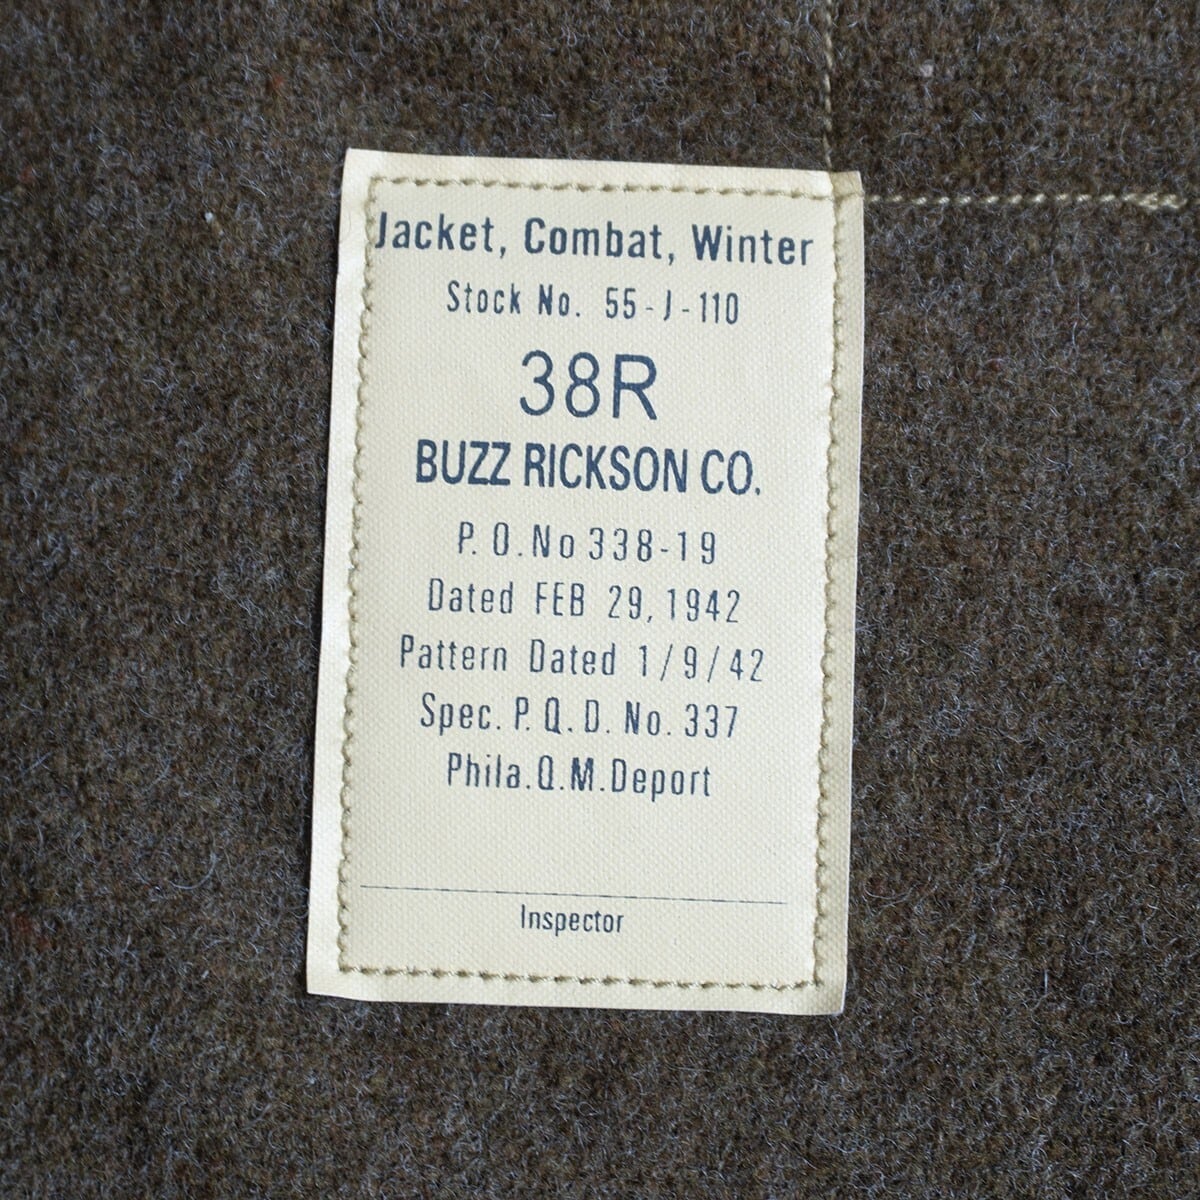 Jacket, Combat, Winter
Stock No. 55-J-110
38R
BUZZ RICKSON CO.
P.O.No 338-19
Dated FEB 29, 1942
Pattern Dated 1/9/42
Spec. P.Q.D. No. 337
Phila.Q.M.Deport
Inspector